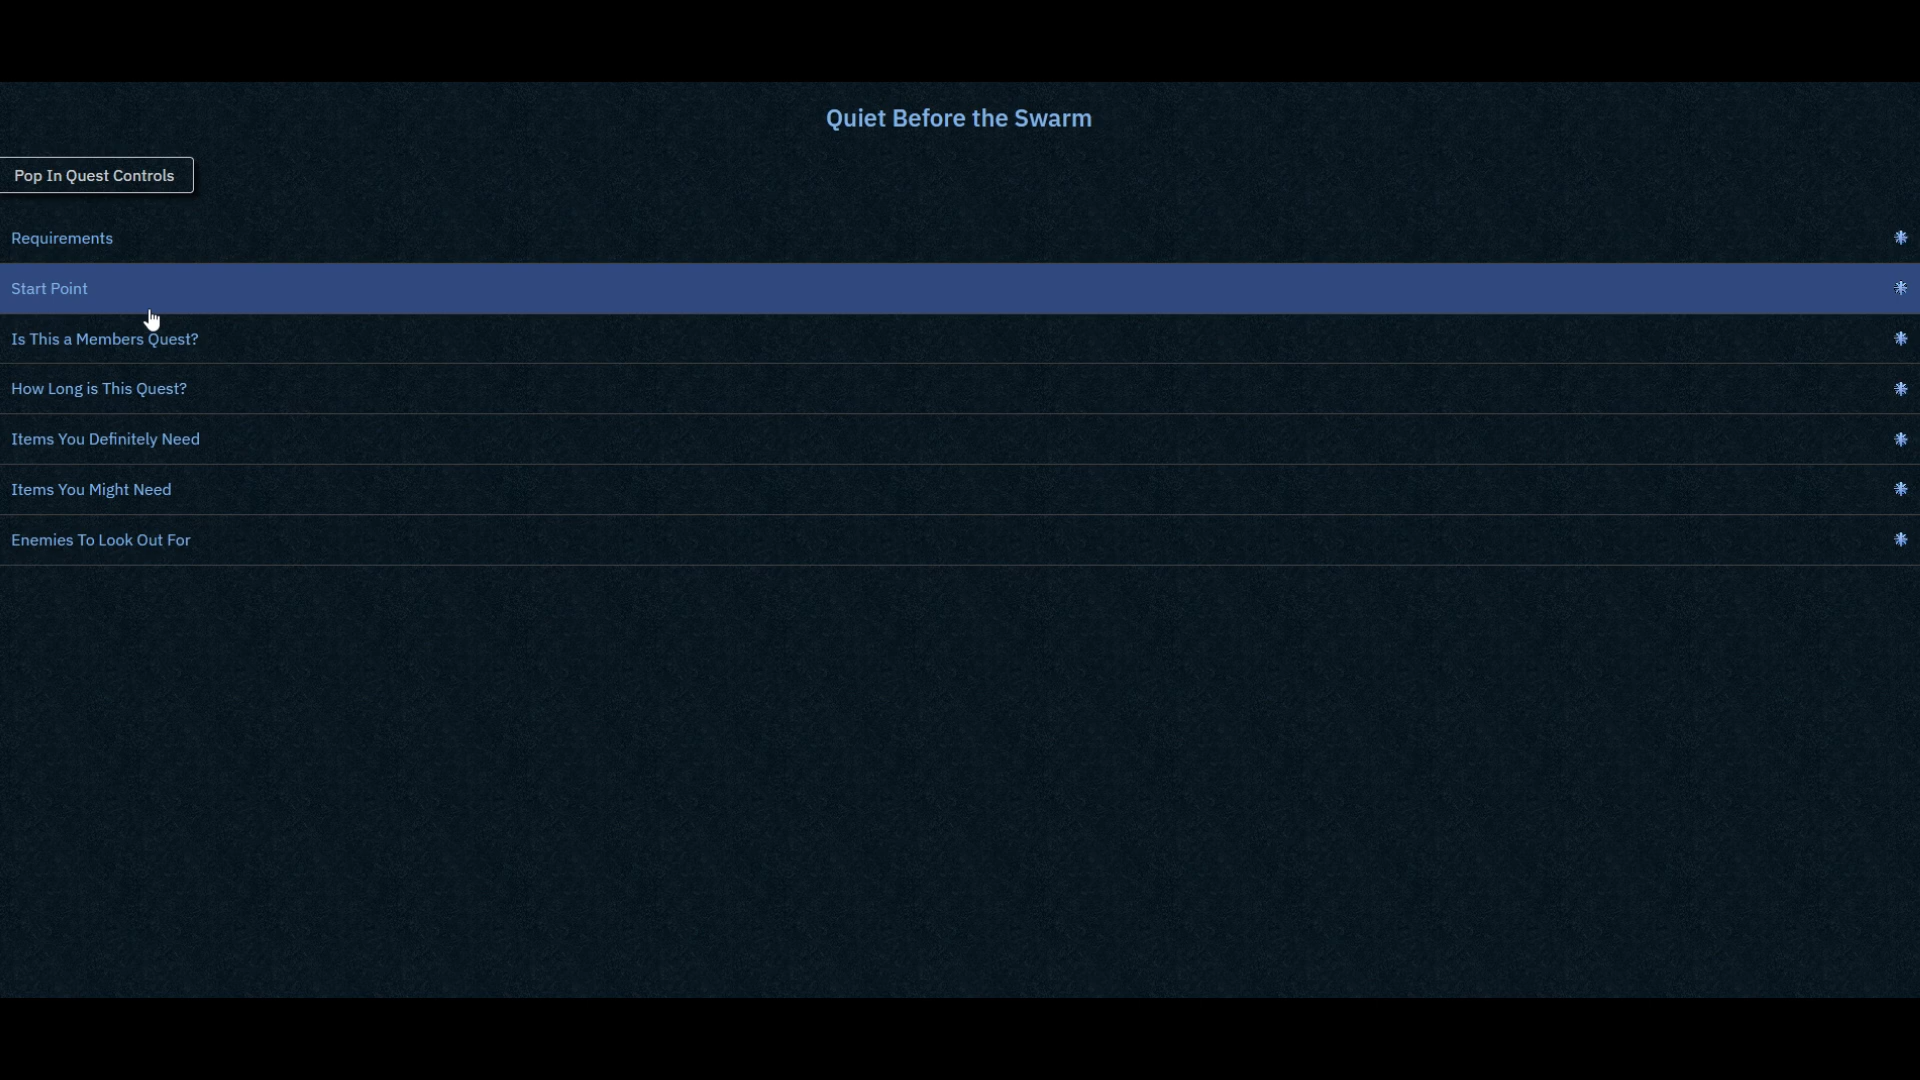 Quiet Before the Swarm
Pop In Quest Controls
Requirements
Start Point
Is This a Members Quest?
How Long is This Quest?
Items You Definitely Need
Items You Might Need
Enemies To Look Out For